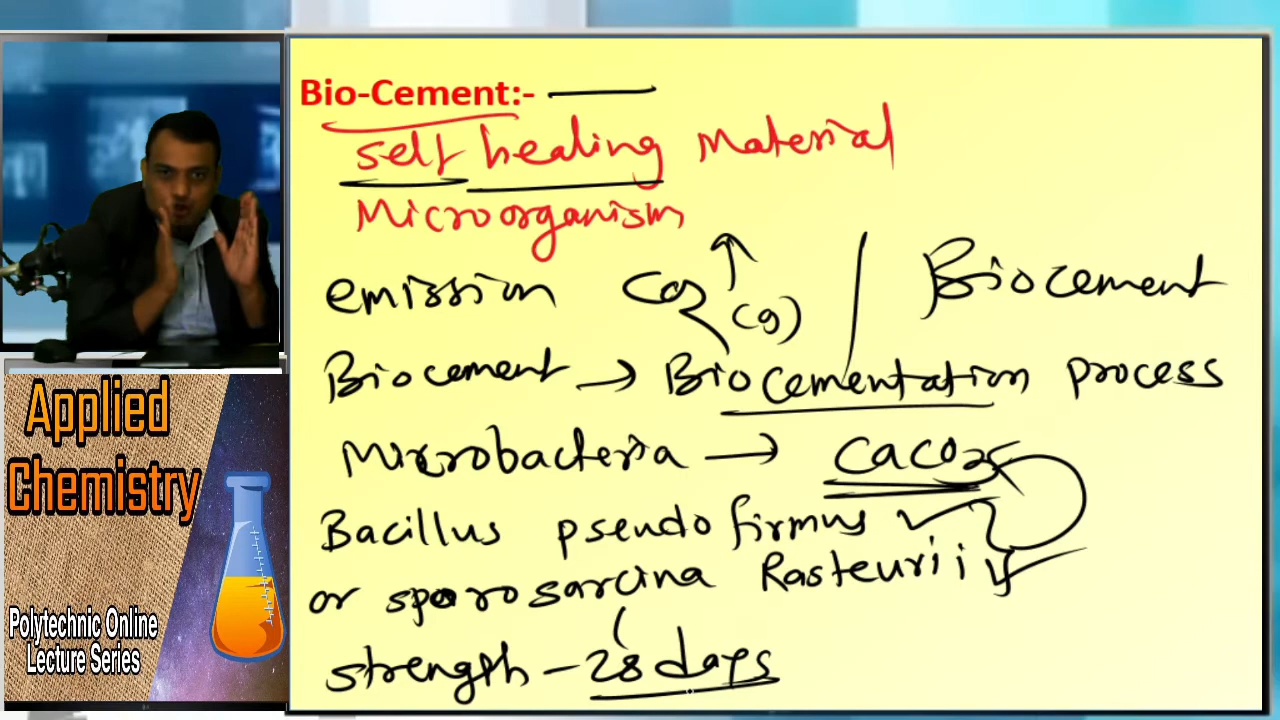 Bio-Cement:-
self healing Material
Microorganism
emission CO2 (g) / Biocement
Biocement → Biocementation process
Microbacteria → CaCO3
Bacillus pseudo firmus ✓
or sporosarcina Rasteurii ✓
strength - 28 days
Applied
Chemistry
Polytechnic Online
Lecture Series